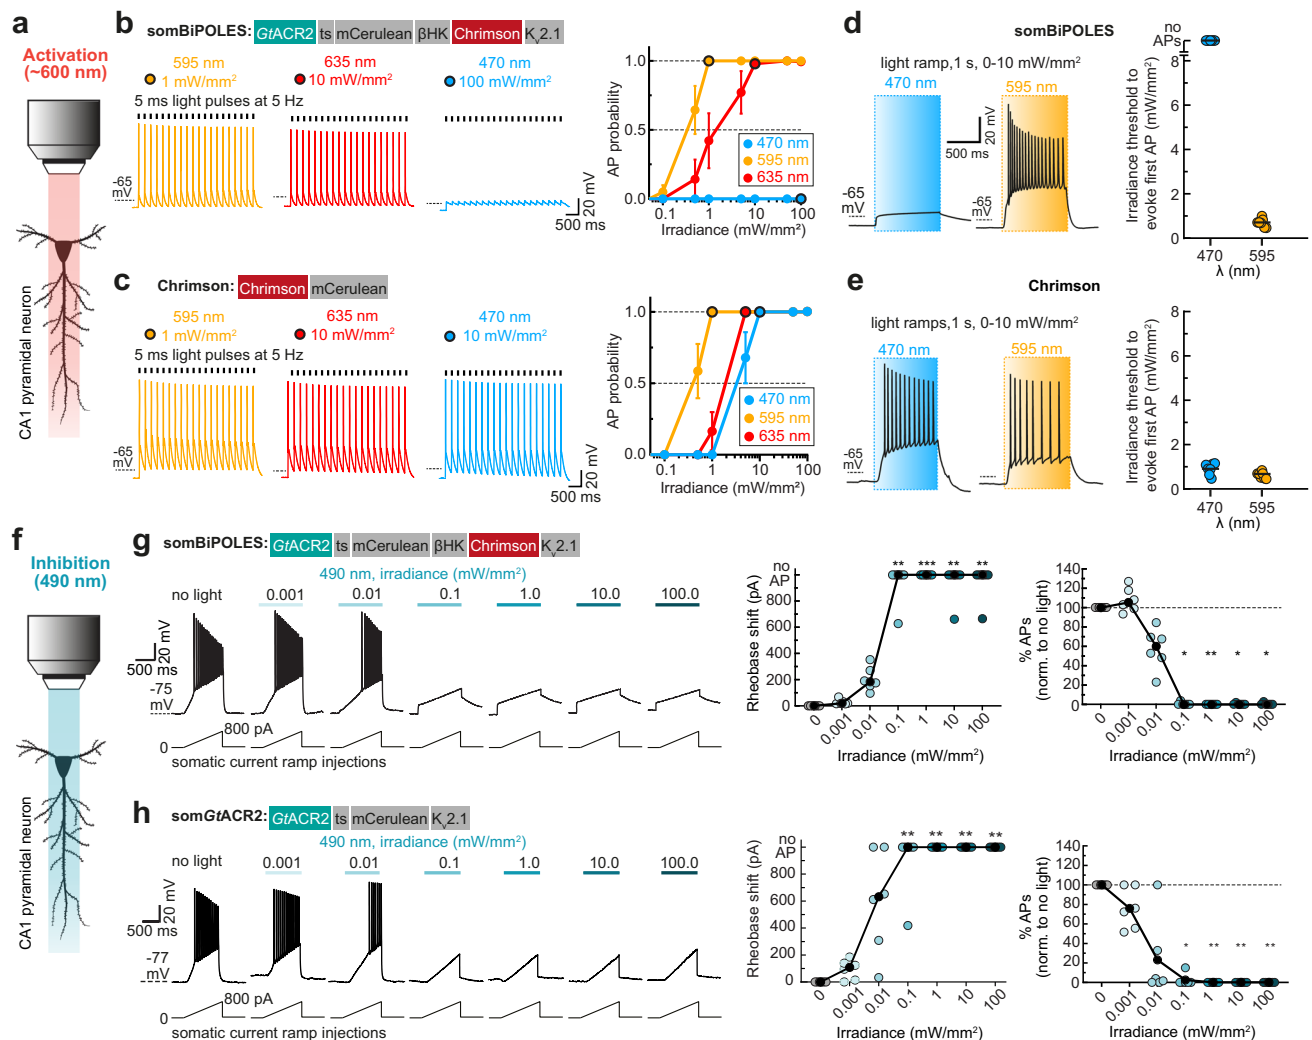 a
Activation
(~600 nm)
CA1 pyramidal neuron
b
somBiPOLES: GtACR2 ts mCerulean βHK Chrimson Kv2.1
595 nm
1 mW/mm²
635 nm
10 mW/mm²
470 nm
100 mW/mm²
5 ms light pulses at 5 Hz
-65
mV
20 mV
500 ms
AP probability
1.0
0.5
0.0
470 nm
595 nm
635 nm
0.1 1 10 100
Irradiance (mW/mm²)
c
Chrimson: Chrimson mCerulean
595 nm
1 mW/mm²
635 nm
10 mW/mm²
470 nm
10 mW/mm²
5 ms light pulses at 5 Hz
-65
mV
20 mV
500 ms
AP probability
1.0
0.5
0.0
470 nm
595 nm
635 nm
0.1 1 10 100
Irradiance (mW/mm²)
d
somBiPOLES
light ramp, 1 s, 0-10 mW/mm²
470 nm
595 nm
20 mV
500 ms
-65
mV
-65
mV
Irradiance threshold to
evoke first AP (mW/mm²)
no
APs
8
6
4
2
1
0
470 595
λ (nm)
e
Chrimson
light ramps, 1 s, 0-10 mW/mm²
470 nm
595 nm
-65
mV
Irradiance threshold to
evoke first AP (mW/mm²)
8
6
4
2
1
0
470 595
λ (nm)
f
Inhibition
(490 nm)
CA1 pyramidal neuron
g
somBiPOLES: GtACR2 ts mCerulean βHK Chrimson Kv2.1
490 nm, irradiance (mW/mm²)
no light 0.001 0.01 0.1 1.0 10.0 100.0
20 mV
500 ms
-75
mV
0
800 pA
somatic current ramp injections
Rheobase shift (pA)
no
AP
800
600
400
200
0
** *** ** **
0 0.001 0.01 0.1 1 10 100
Irradiance (mW/mm²)
% APs
(norm. to no light)
140
120
100
80
60
40
20
0
* ** * *
0 0.001 0.01 0.1 1 10 100
Irradiance (mW/mm²)
h
somGtACR2: GtACR2 ts mCerulean Kv2.1
490 nm, irradiance (mW/mm²)
no light 0.001 0.01 0.1 1.0 10.0 100.0
20 mV
500 ms
-77
mV
0
800 pA
somatic current ramp injections
Rheobase shift (pA)
no
AP
800
600
400
200
0
** ** ** **
0 0.001 0.01 0.1 1 10 100
Irradiance (mW/mm²)
% APs
(norm. to no light)
140
120
100
80
60
40
20
0
* ** ** **
0 0.001 0.01 0.1 1 10 100
Irradiance (mW/mm²)